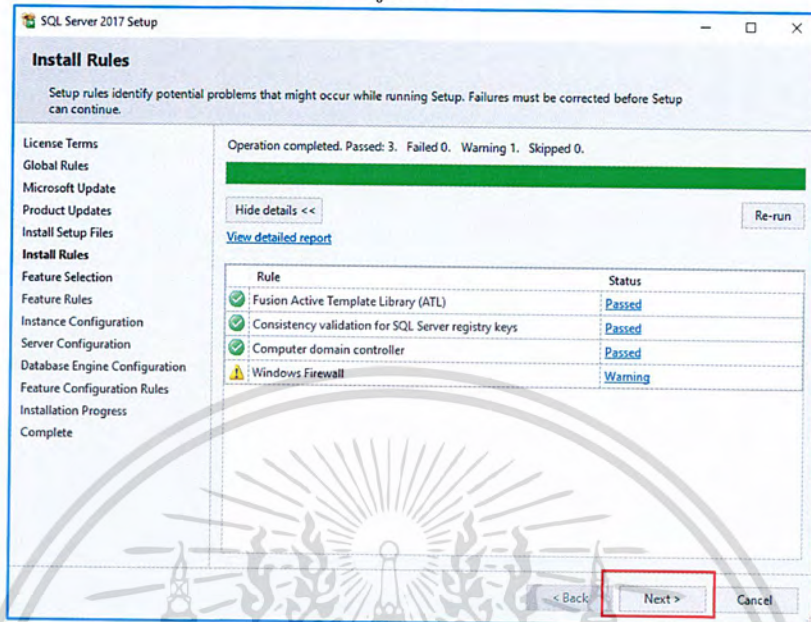 SQL Server 2017 Setup
Install Rules
Setup rules identify potential problems that might occur while running Setup. Failures must be corrected before Setup
can continue.
License Terms
Global Rules
Microsoft Update
Product Updates
Install Setup Files
Install Rules
Feature Selection
Feature Rules
Instance Configuration
Server Configuration
Database Engine Configuration
Feature Configuration Rules
Installation Progress
Complete
Operation completed. Passed: 3. Failed 0. Warning 1. Skipped 0.
Hide details <<
Re-run
View detailed report
Rule Status
Fusion Active Template Library (ATL) Passed
Consistency validation for SQL Server registry keys Passed
Computer domain controller Passed
Windows Firewall Warning
< Back Next > Cancel